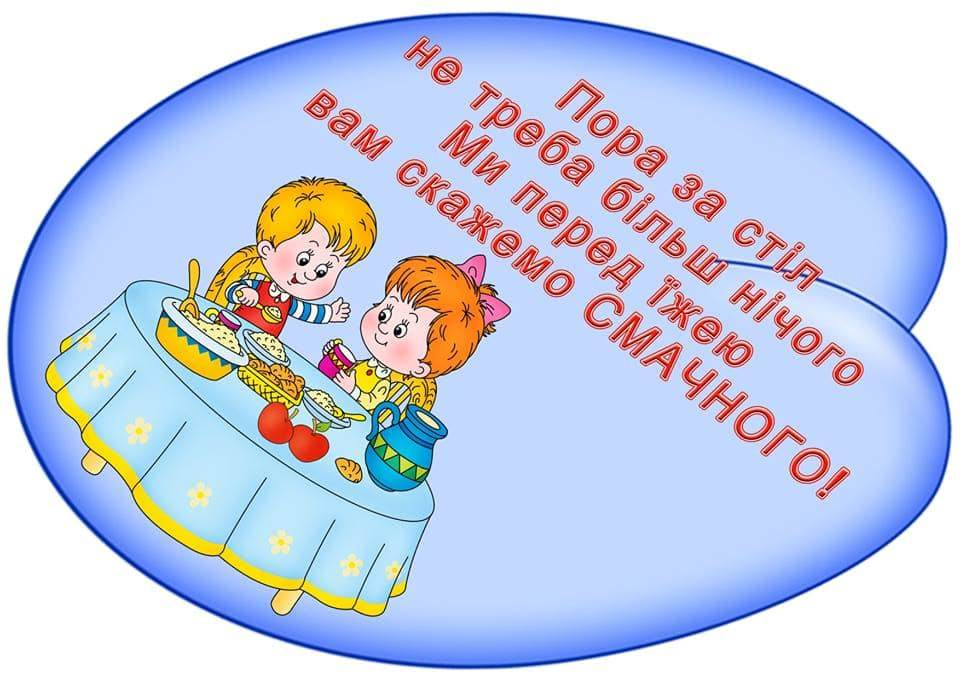 Пора за стіл
не треба більш нічого
Ми перед їжею
вам скажемо СМАЧНОГО!